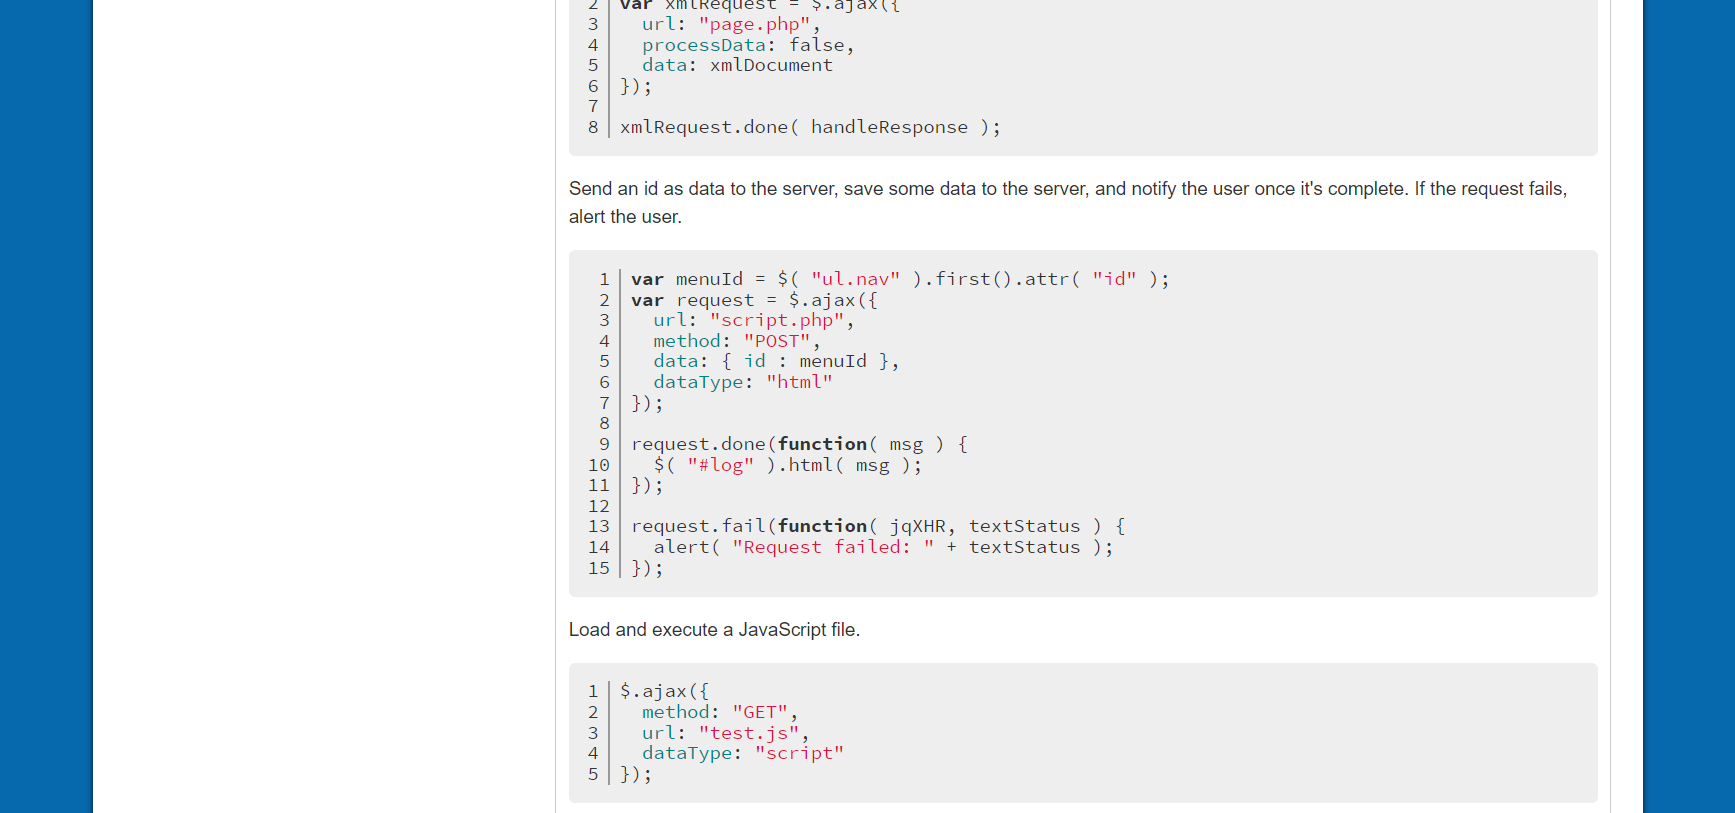 2 var xmlRequest = $.ajax({
3   url: "page.php",
4   processData: false,
5   data: xmlDocument
6 });
7
8 xmlRequest.done( handleResponse );
Send an id as data to the server, save some data to the server, and notify the user once it's complete. If the request fails,
alert the user.
1 var menuId = $( "ul.nav" ).first().attr( "id" );
2 var request = $.ajax({
3   url: "script.php",
4   method: "POST",
5   data: { id : menuId },
6   dataType: "html"
7 });
8
9 request.done(function( msg ) {
10   $( "#log" ).html( msg );
11 });
12
13 request.fail(function( jqXHR, textStatus ) {
14   alert( "Request failed: " + textStatus );
15 });
Load and execute a JavaScript file.
1 $.ajax({
2   method: "GET",
3   url: "test.js",
4   dataType: "script"
5 });